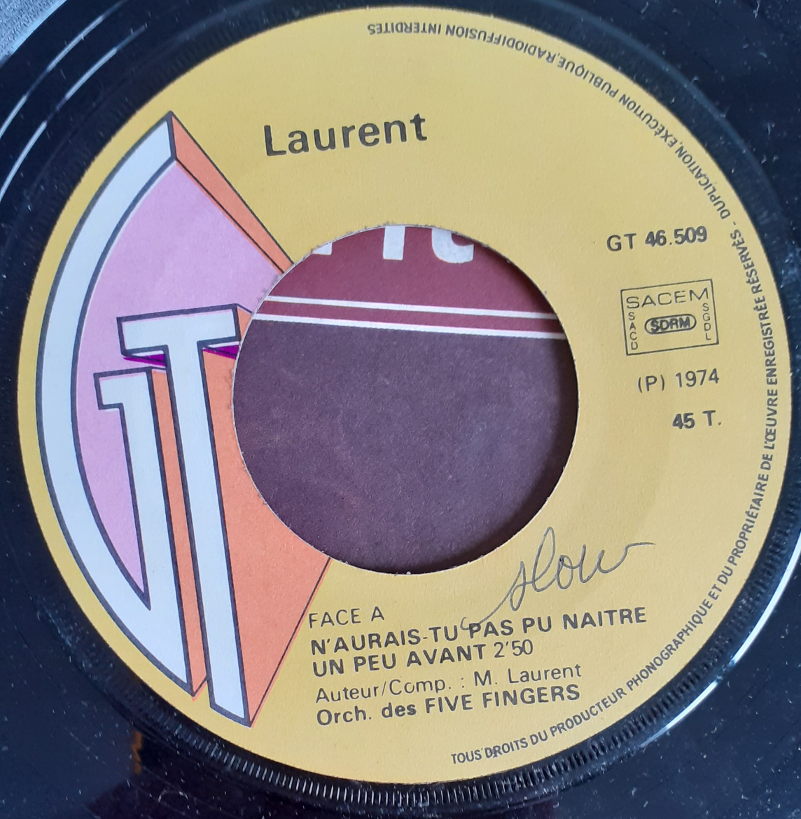 Laurent
GT
GT 46.509
SACEM
SACD
SDRM
SGDL
(P) 1974
45 T.
slow
FACE A
N'AURAIS-TU PAS PU NAITRE
UN PEU AVANT 2'50
Auteur/Comp. : M. Laurent
Orch. des FIVE FINGERS
TOUS DROITS DU PRODUCTEUR PHONOGRAPHIQUE ET DU PROPRIÉTAIRE DE L'ŒUVRE ENREGISTRÉE RÉSERVÉS - DUPLICATION, EXÉCUTION PUBLIQUE, RADIODIFFUSION INTERDITES